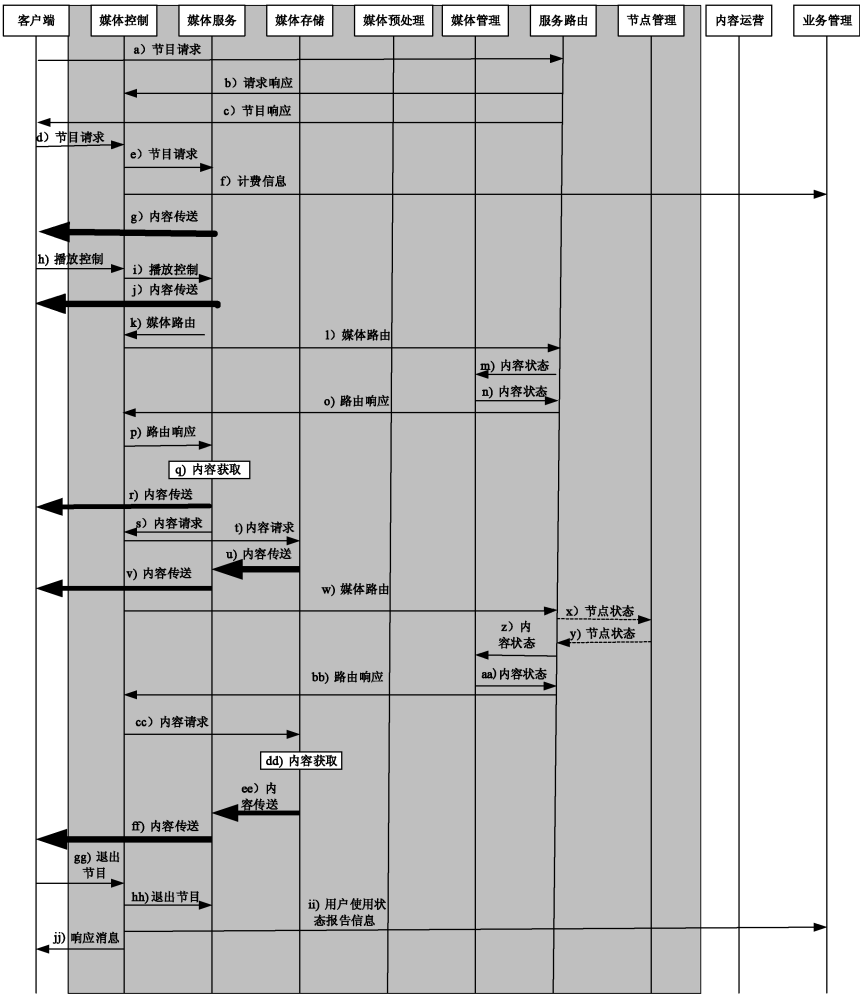 客户端
媒体控制
媒体服务
媒体存储
媒体预处理
媒体管理
服务路由
节点管理
内容运营
业务管理
a）节目请求
b）请求响应
c）节目响应
d）节目请求
e）节目请求
f）计费信息
g）内容传送
h）播放控制
i）播放控制
j）内容传送
k）媒体路由
l）媒体路由
m）内容状态
n）内容状态
o）路由响应
p）路由响应
q）内容获取
r）内容传送
s）内容请求
t）内容请求
u）内容传送
v）内容传送
w）媒体路由
x）节点状态
y）节点状态
z）内
容状态
aa)内容状态
bb）路由响应
cc）内容请求
dd）内容获取
ee）内
容传送
ff）内容传送
gg）退出
节目
hh)退出节目
ii）用户使用状
态报告信息
jj）响应消息